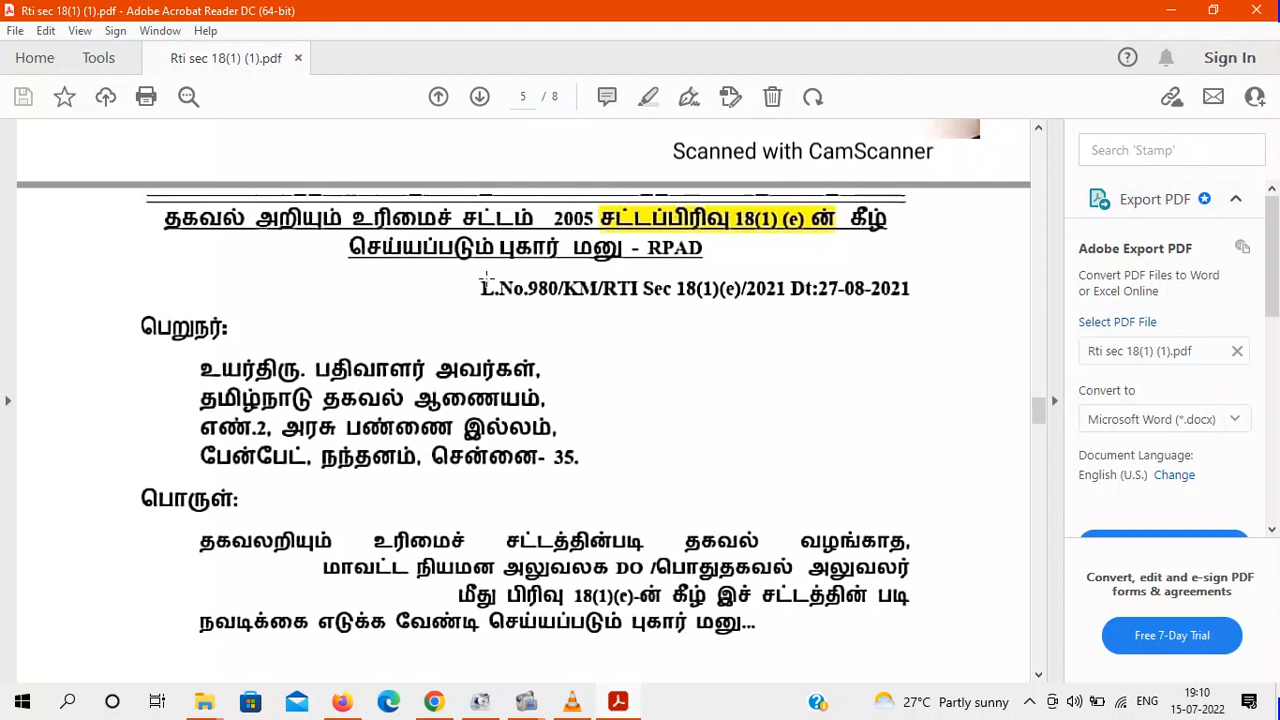 Rti sec 18(1) (1).pdf - Adobe Acrobat Reader DC (64-bit)
File Edit View Sign Window Help
Home Tools Rti sec 18(1) (1).pdf × Sign In
5 / 8
Scanned with CamScanner
தகவல் அறியும் உரிமைச் சட்டம் 2005 சட்டப்பிரிவு 18(1) (e) ன் கீழ்
செய்யப்படும் புகார் மனு - RPAD
L.No.980/KM/RTI Sec 18(1)(e)/2021 Dt:27-08-2021
பெறுநர்:
உயர்திரு. பதிவாளர் அவர்கள்,
தமிழ்நாடு தகவல் ஆணையம்,
எண்.2, அரசு பண்ணை இல்லம்,
பேன்பேட், நந்தனம், சென்னை- 35.
பொருள்:
தகவலறியும் உரிமைச் சட்டத்தின்படி தகவல் வழங்காத,
மாவட்ட நியமன அலுவலக DO /பொதுதகவல் அலுவலர்
மீது பிரிவு 18(1)(e)-ன் கீழ் இச் சட்டத்தின் படி
நவடிக்கை எடுக்க வேண்டி செய்யப்படும் புகார் மனு...
Search 'Stamp'
Export PDF
Adobe Export PDF
Convert PDF Files to Word
or Excel Online
Select PDF File
Rti sec 18(1) (1).pdf
Convert to
Microsoft Word (*.docx)
Document Language:
English (U.S.) Change
Convert, edit and e-sign PDF
forms & agreements
Free 7-Day Trial
27°C Partly sunny ENG 19:10
15-07-2022